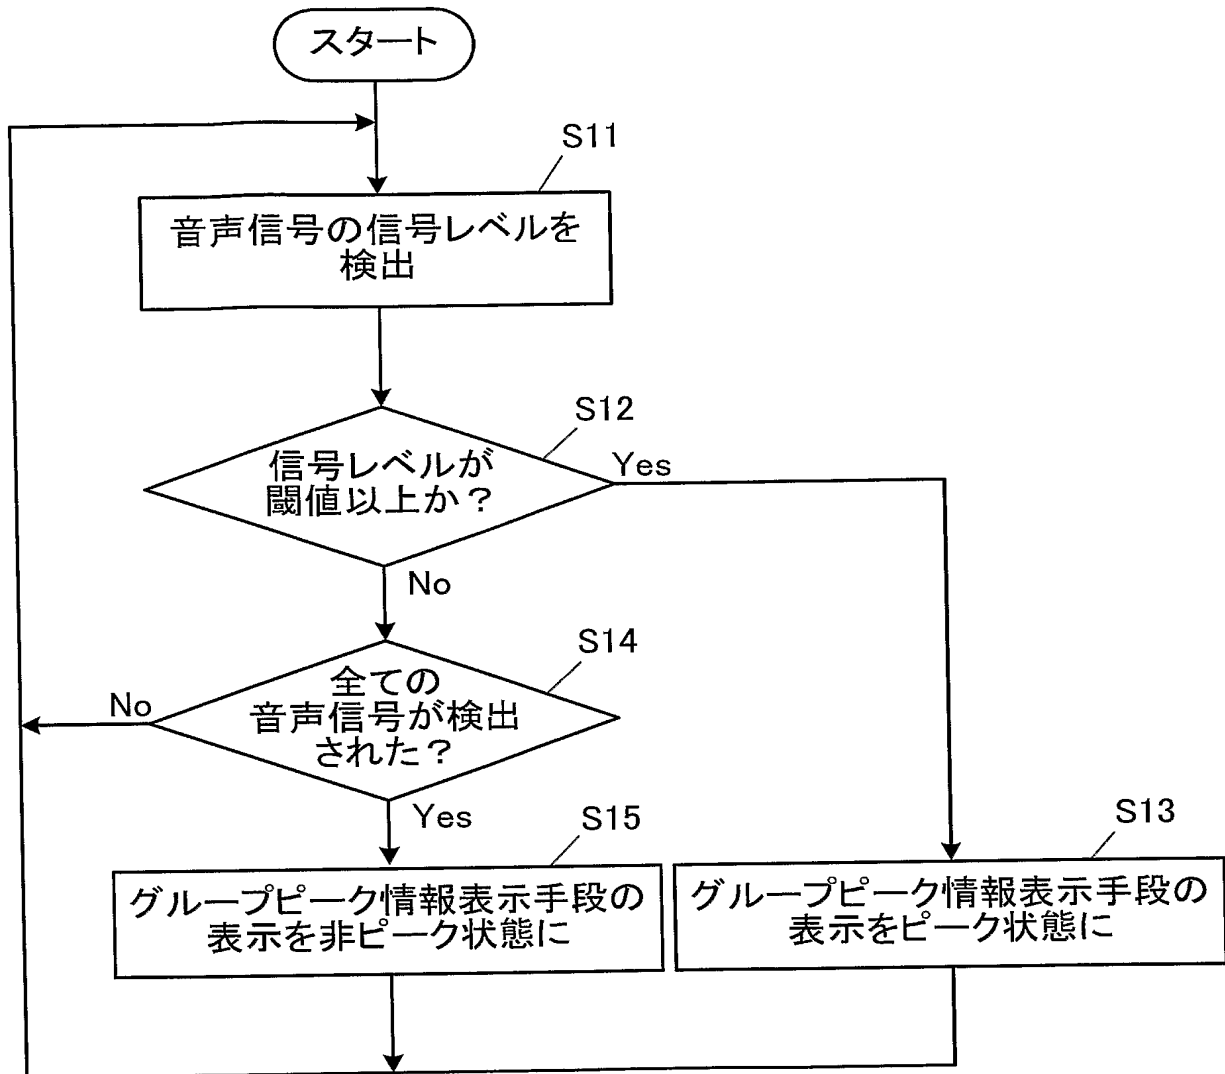 スタート
S11
音声信号の信号レベルを
検出
S12
信号レベルが
閾値以上か？
Yes
No
S14
全ての
音声信号が検出
された？
No
Yes
S15
グループピーク情報表示手段の
表示を非ピーク状態に
S13
グループピーク情報表示手段の
表示をピーク状態に